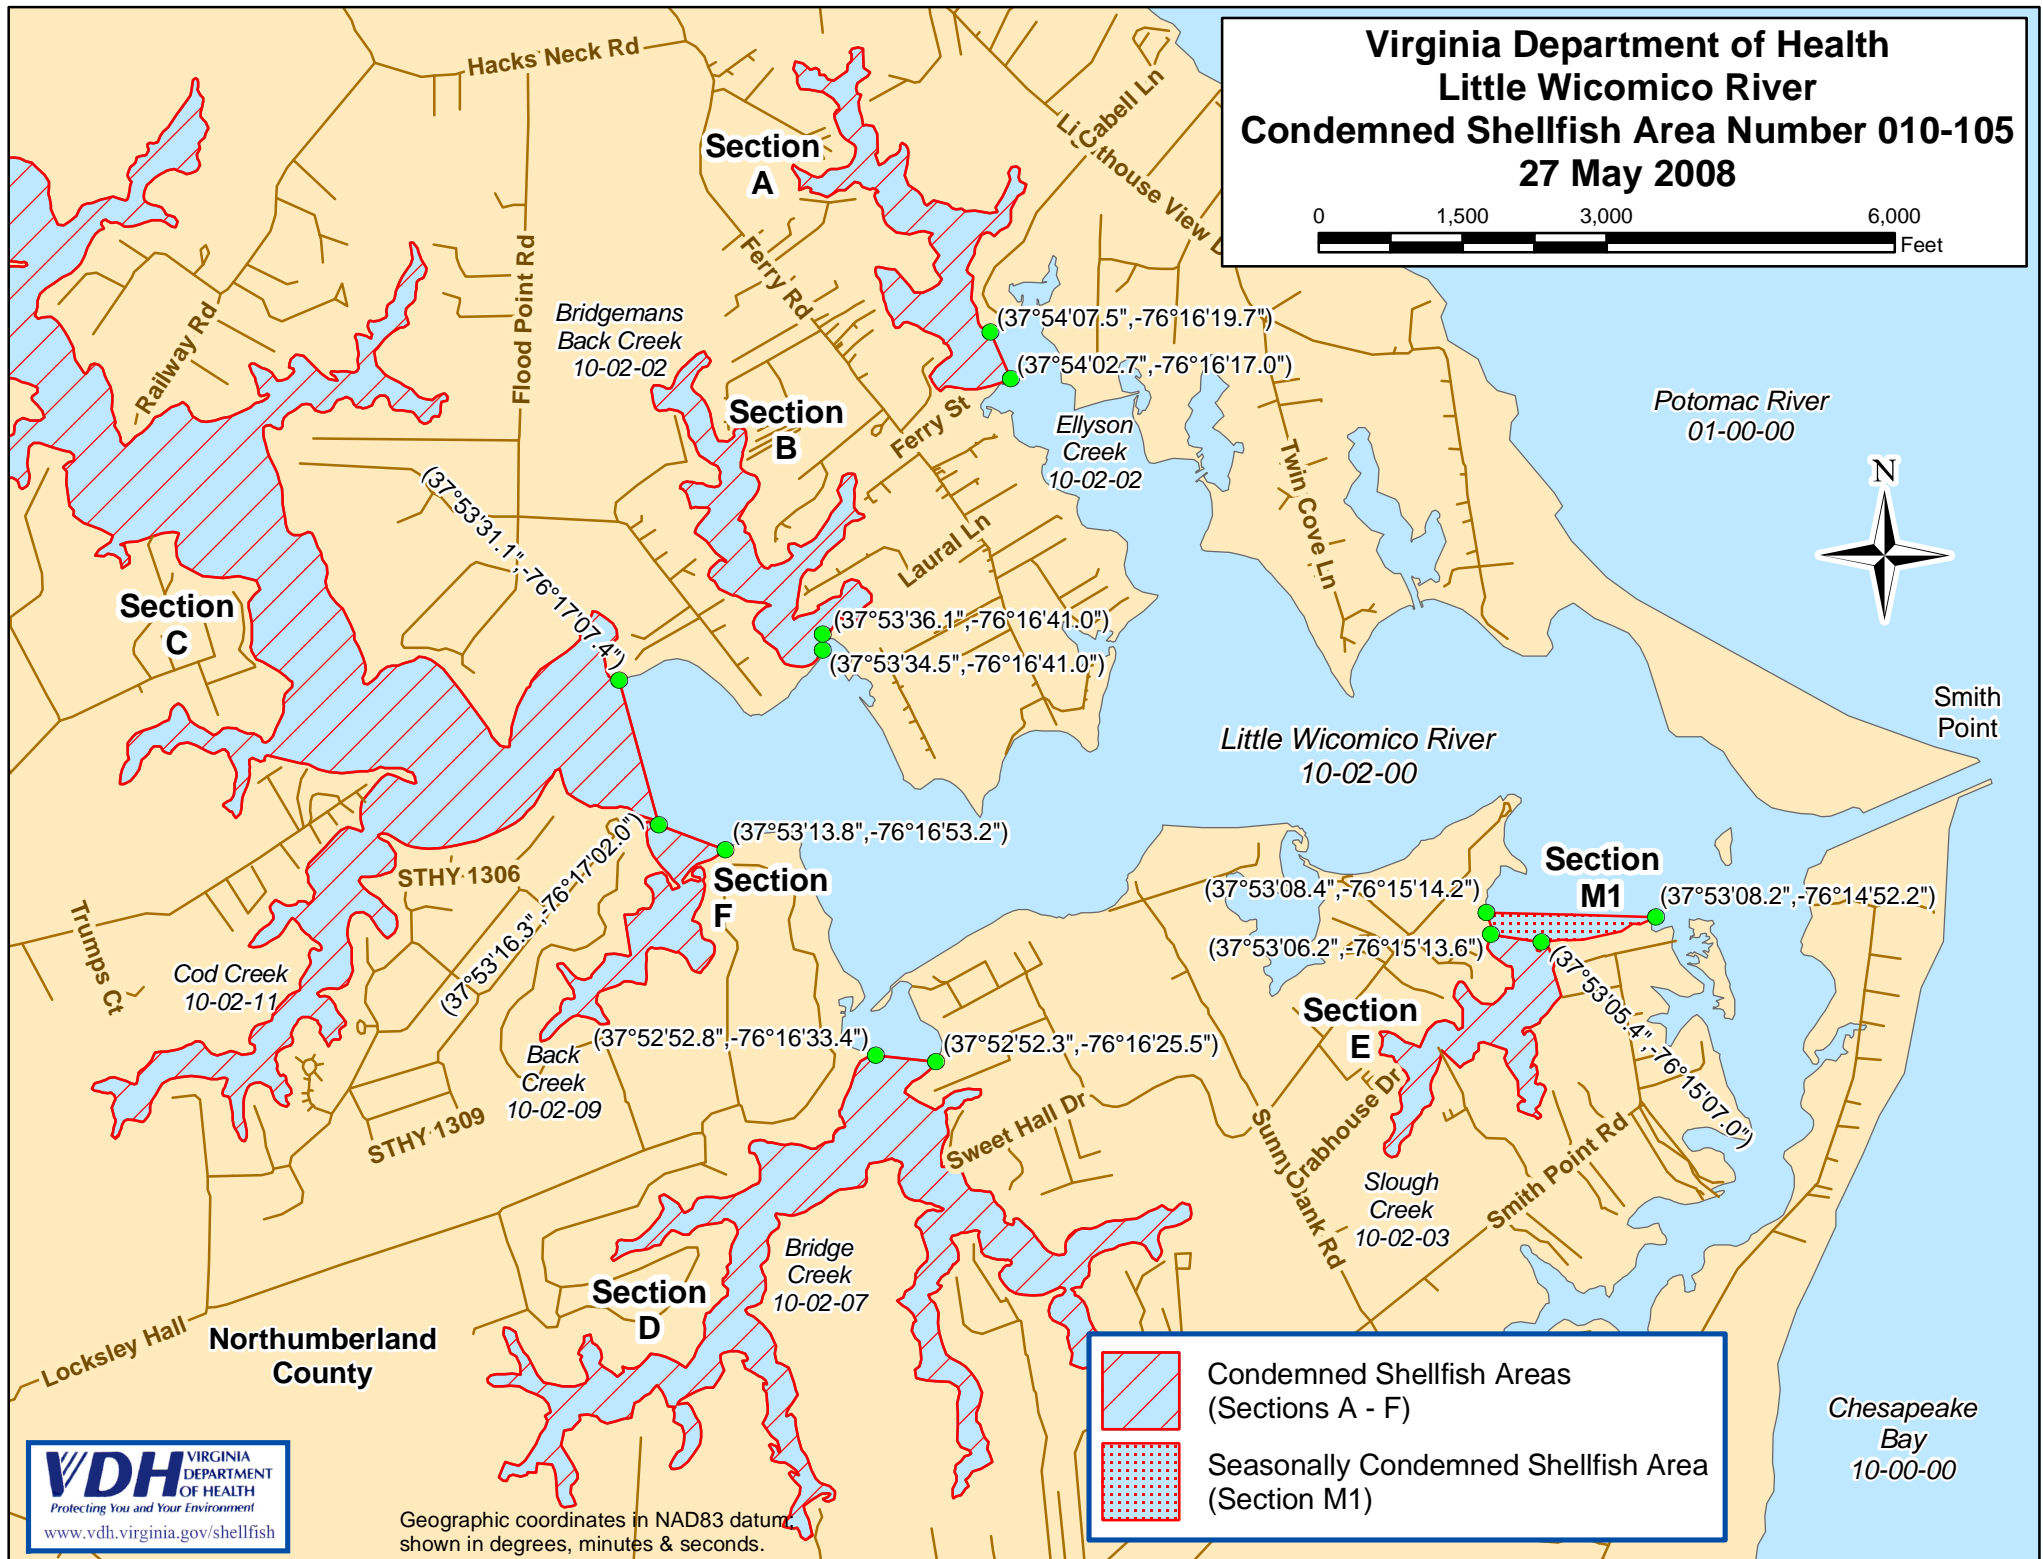 Virginia Department of Health
Little Wicomico River
Condemned Shellfish Area Number 010-105
27 May 2008
0 1,500 3,000 6,000
Feet
Hacks Neck Rd
Cabell Ln
Lighthouse View L
Section
A
Ferry Rd
Flood Point Rd
Railway Rd
Bridgemans
Back Creek
10-02-02
(37°54'07.5",-76°16'19.7")
(37°54'02.7",-76°16'17.0")
Section
B
Ferry St
Ellyson
Creek
10-02-02
Potomac River
01-00-00
N
Twin Cove Ln
(37°53'31.1",-76°17'07.4")
Laural Ln
Section
C
(37°53'36.1",-76°16'41.0")
(37°53'34.5",-76°16'41.0")
Smith
Point
Little Wicomico River
10-02-00
(37°53'13.8",-76°16'53.2")
(37°53'16.3",-76°17'02.0")
STHY 1306
Section
F
Section
M1
(37°53'08.4",-76°15'14.2")
(37°53'08.2",-76°14'52.2")
(37°53'06.2",-76°15'13.6")
(37°53'05.4",-76°15'07.0")
Trumps Ct
Cod Creek
10-02-11
Section
E
Back
Creek
10-02-09
(37°52'52.8",-76°16'33.4")
(37°52'52.3",-76°16'25.5")
STHY 1309
Sweet Hall Dr
Sunny Bank Rd
Crabhouse Dr
Smith Point Rd
Slough
Creek
10-02-03
Bridge
Creek
10-02-07
Section
D
Locksley Hall
Northumberland
County
Condemned Shellfish Areas
(Sections A - F)
Seasonally Condemned Shellfish Area
(Section M1)
Chesapeake
Bay
10-00-00
VDH VIRGINIA
DEPARTMENT
OF HEALTH
Protecting You and Your Environment
www.vdh.virginia.gov/shellfish
Geographic coordinates in NAD83 datum;
shown in degrees, minutes & seconds.